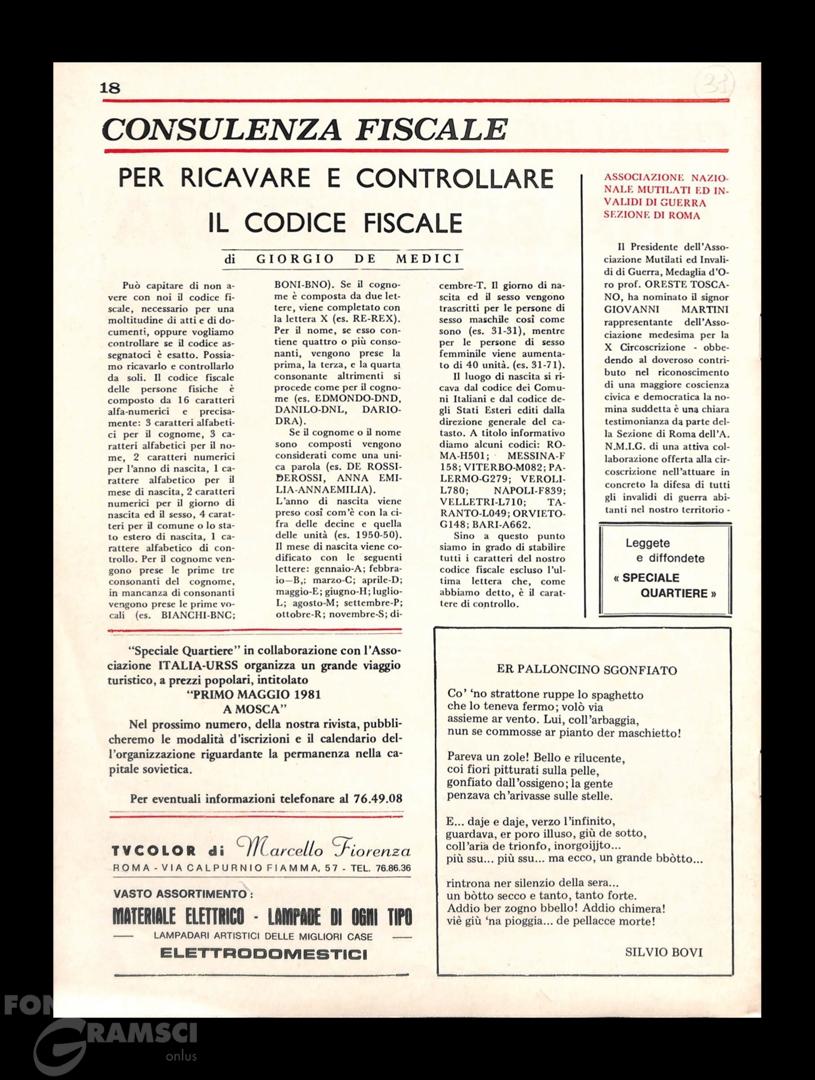 18
31
CONSULENZA FISCALE
PER RICAVARE E CONTROLLARE
IL CODICE FISCALE
di GIORGIO DE MEDICI
Può capitare di non a-
vere con noi il codice fi-
scale, necessario per una
moltitudine di atti e di do-
cumenti, oppure vogliamo
controllare se il codice as-
segnatoci è esatto. Possia-
mo ricavarlo e controllarlo
da soli. Il codice fiscale
delle persone fisiche è
composto da 16 caratteri
alfa-numerici e precisa-
mente: 3 caratteri alfabeti-
ci per il cognome, 3 ca-
ratteri alfabetici per il no-
me, 2 caratteri numerici
per l'anno di nascita, 1 ca-
rattere alfabetico per il
mese di nascita, 2 caratteri
numerici per il giorno di
nascita ed il sesso, 4 carat-
teri per il comune o lo sta-
to estero di nascita, 1 ca-
rattere alfabetico di con-
trollo. Per il cognome ven-
gono prese le prime tre
consonanti del cognome,
in mancanza di consonanti
vengono prese le prime vo-
cali (es. BIANCHI-BNC;
BONI-BNO). Se il cogno-
me è composta da due let-
tere, viene completato con
la lettera X (es. RE-REX).
Per il nome, se esso con-
tiene quattro o più conso-
nanti, vengono prese la
prima, la terza, e la quarta
consonante altrimenti si
procede come per il cogno-
me (es. EDMONDO-DND,
DANILO-DNL, DARIO-
DRA).
Se il cognome o il nome
sono composti vengono
considerati come una uni-
ca parola (es. DE ROSSI-
DEROSSI, ANNA EMI-
LIA-ANNAEMILIA).
L'anno di nascita viene
preso così com'è con la ci-
fra delle decine e quella
delle unità (es. 1950-50).
Il mese di nascita viene co-
dificato con le seguenti
lettere: gennaio-A; febbra-
io—B,: marzo-C; aprile-D;
maggio-E; giugno-H; luglio-
L; agosto-M; settembre-P;
ottobre-R; novembre-S; di-
cembre-T. Il giorno di na-
scita ed il sesso vengono
trascritti per le persone di
sesso maschile così come
sono (es. 31-31), mentre
per le persone di sesso
femminile viene aumenta-
to di 40 unità. (es. 31-71).
Il luogo di nascita si ri-
cava dal codice dei Comu-
ni Italiani e dal codice de-
gli Stati Esteri editi dalla
direzione generale del ca-
tasto. A titolo informativo
diamo alcuni codici: RO-
MA-H501; MESSINA-F
158; VITERBO-M082; PA-
LERMO-G279; VEROLI-
L780; NAPOLI-F839;
VELLETRI-L710; TA-
RANTO-L049; ORVIETO-
G148; BARI-A662.
Sino a questo punto
siamo in grado di stabilire
tutti i caratteri del nostro
codice fiscale escluso l'ul-
tima lettera che, come
abbiamo detto, è il carat-
tere di controllo.
ASSOCIAZIONE NAZIO-
NALE MUTILATI ED IN-
VALIDI DI GUERRA
SEZIONE DI ROMA
Il Presidente dell'Asso-
ciazione Mutilati ed Invali-
di di Guerra, Medaglia d'O-
ro prof. ORESTE TOSCA-
NO, ha nominato il signor
GIOVANNI MARTINI
rappresentante dell'Asso-
ciazione medesima per la
X Circoscrizione - obbe-
dendo al doveroso contri-
buto nel riconoscimento
di una maggiore coscienza
civica e democratica la no-
mina suddetta è una chiara
testimonianza da parte del-
la Sezione di Roma dell'A.
N.M.I.G. di una attiva col-
laborazione offerta alla cir-
coscrizione nell'attuare in
concreto la difesa di tutti
gli invalidi di guerra abi-
tanti nel nostro territorio -
Leggete
e diffondete
« SPECIALE
QUARTIERE »
"Speciale Quartiere" in collaborazione con l'Asso-
ciazione ITALIA-URSS organizza un grande viaggio
turistico, a prezzi popolari, intitolato
"PRIMO MAGGIO 1981
A MOSCA"
Nel prossimo numero, della nostra rivista, pubbli-
cheremo le modalità d'iscrizioni e il calendario del-
l'organizzazione riguardante la permanenza nella ca-
pitale sovietica.
Per eventuali informazioni telefonare al 76.49.08
TVCOLOR di Marcello Fiorenza
ROMA - VIA CALPURNIO FIAMMA, 57 - TEL. 76.86.36
VASTO ASSORTIMENTO :
MATERIALE ELETTRICO - LAMPADE DI OGNI TIPO
LAMPADARI ARTISTICI DELLE MIGLIORI CASE
ELETTRODOMESTICI
ER PALLONCINO SGONFIATO
Co' 'no strattone ruppe lo spaghetto
che lo teneva fermo; volò via
assieme ar vento. Lui, coll'arbaggia,
nun se commosse ar pianto der maschietto!
Pareva un zole! Bello e rilucente,
coi fiori pitturati sulla pelle,
gonfiato dall'ossigeno; la gente
penzava ch'arivasse sulle stelle.
E... daje e daje, verzo l'infinito,
guardava, er poro illuso, giù de sotto,
coll'aria de trionfo, inorgoijjto...
più ssu... più ssu... ma ecco, un grande bbòtto...
rintrona ner silenzio della sera...
un bòtto secco e tanto, tanto forte.
Addio ber zogno bbello! Addio chimera!
viè giù 'na pioggia... de pellacce morte!
SILVIO BOVI
GRAMSCI
onlus